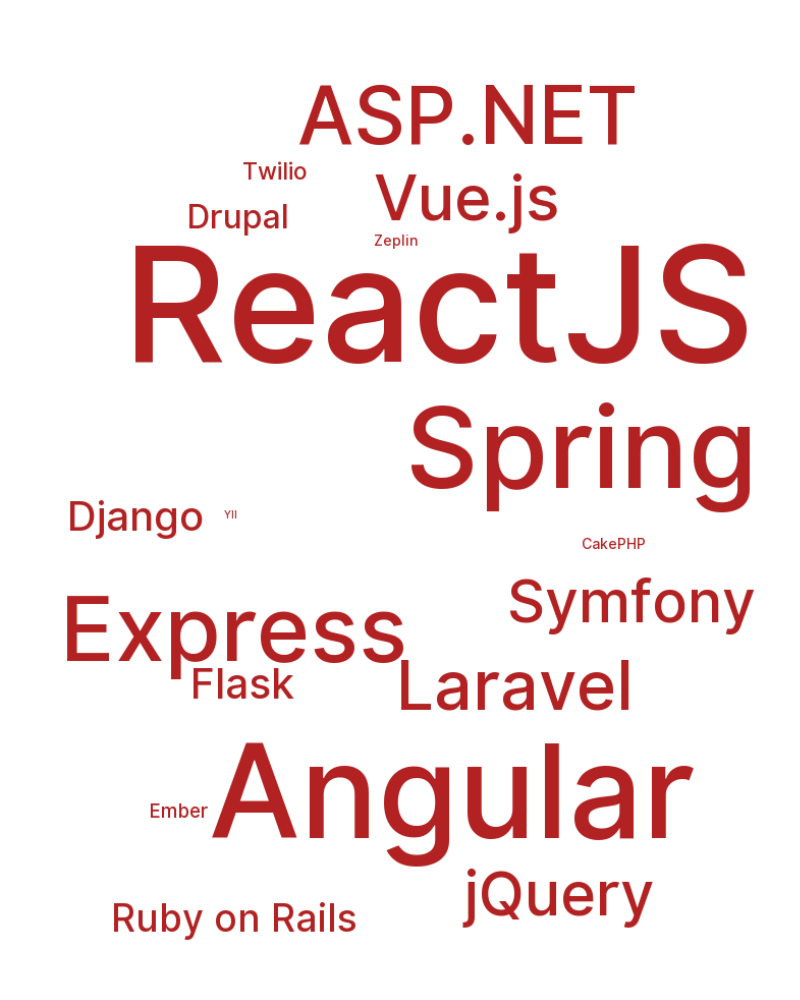 ASP.NET
Twilio
Vue.js
Drupal
Zeplin
ReactJS
Spring
Django
YII
CakePHP
Symfony
Express
Flask
Laravel
Angular
Ember
jQuery
Ruby on Rails